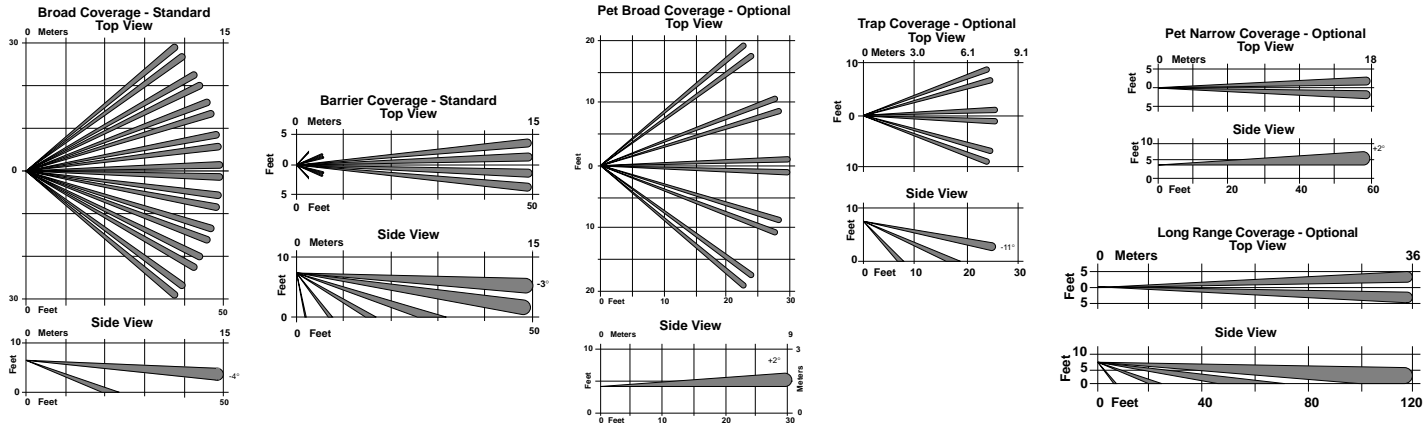 Broad Coverage - Standard
Top View
0 Meters 15
30
0
30
0 Feet 50
Side View
0 Meters 15
10
Feet
0
-4°
0 Feet 50
Barrier Coverage - Standard
Top View
0 Meters 15
5
Feet
0
5
0 Feet 50
Side View
0 Meters 15
10
Feet
0
-3°
0 Feet 50
Pet Broad Coverage - Optional
Top View
20
10
Feet
0
10
20
0 Feet 10 20 30
Side View
0 Meters 9
10
5
Feet
0
+2°
3
Meters
0
0 Feet 10 20 30
Trap Coverage - Optional
Top View
0 Meters 3.0 6.1 9.1
10
Feet
0
10
Side View
10
Feet
0
-11°
0 Feet 10 20 30
Pet Narrow Coverage - Optional
Top View
0 Meters 18
5
Feet
0
5
Side View
10
5
Feet
0
+2°
0 Feet 20 40 60
Long Range Coverage - Optional
Top View
0 Meters 36
5
Feet
0
5
Side View
10
5
Feet
0
0 Feet 40 80 120